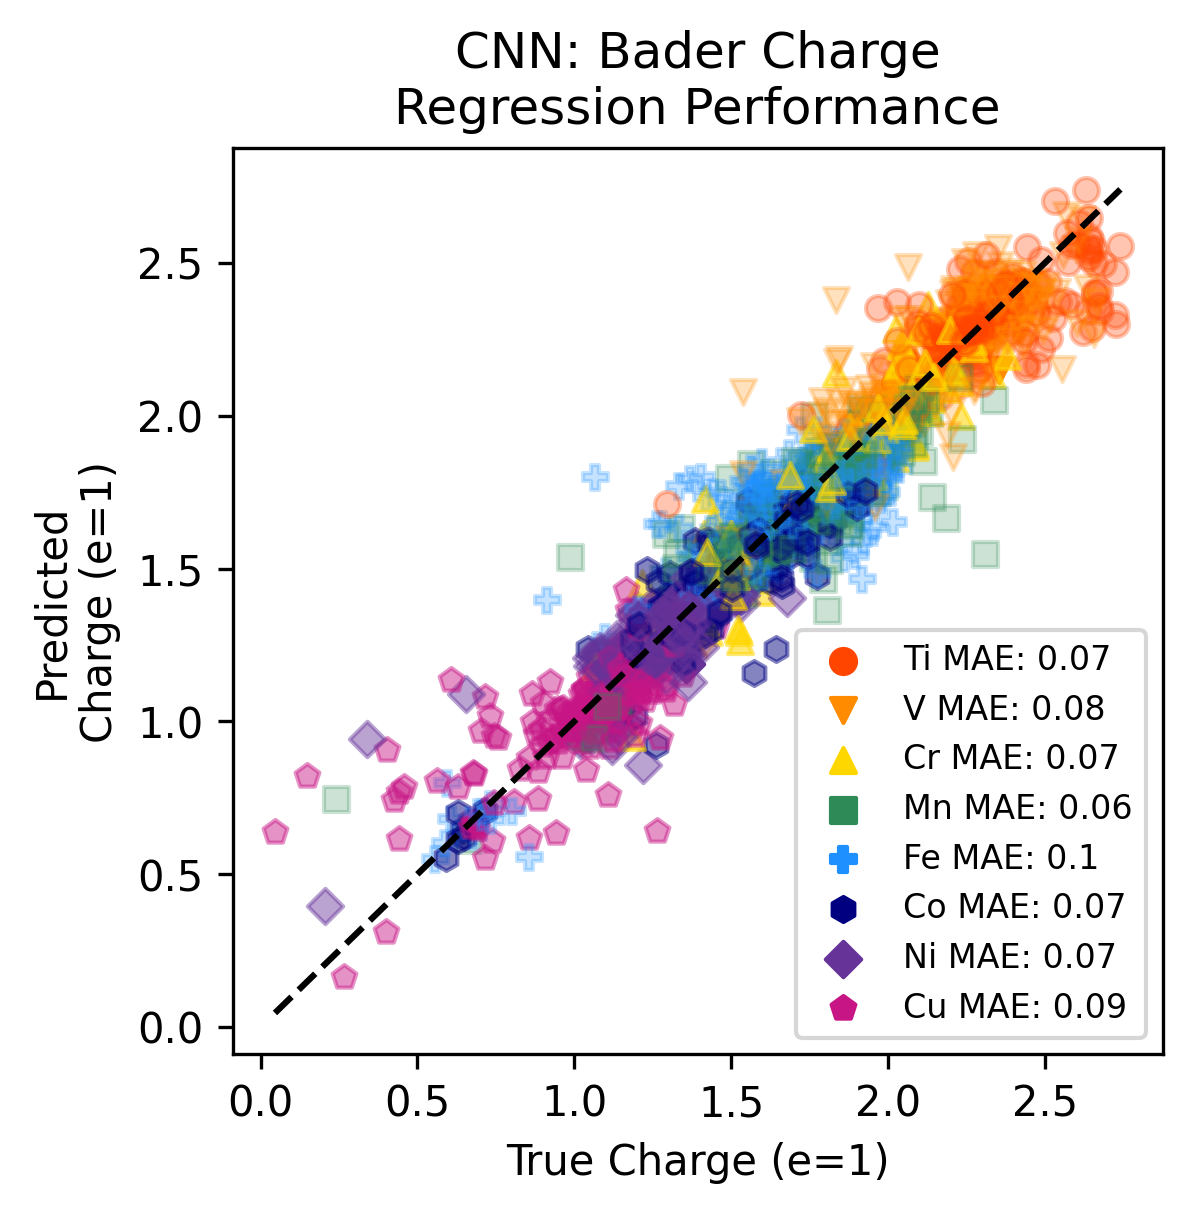 CNN: Bader Charge
Regression Performance
Predicted
Charge (e=1)
2.5
2.0
1.5
1.0
0.5
0.0
Ti MAE: 0.07
V MAE: 0.08
Cr MAE: 0.07
Mn MAE: 0.06
Fe MAE: 0.1
Co MAE: 0.07
Ni MAE: 0.07
Cu MAE: 0.09
0.0 0.5 1.0 1.5 2.0 2.5
True Charge (e=1)